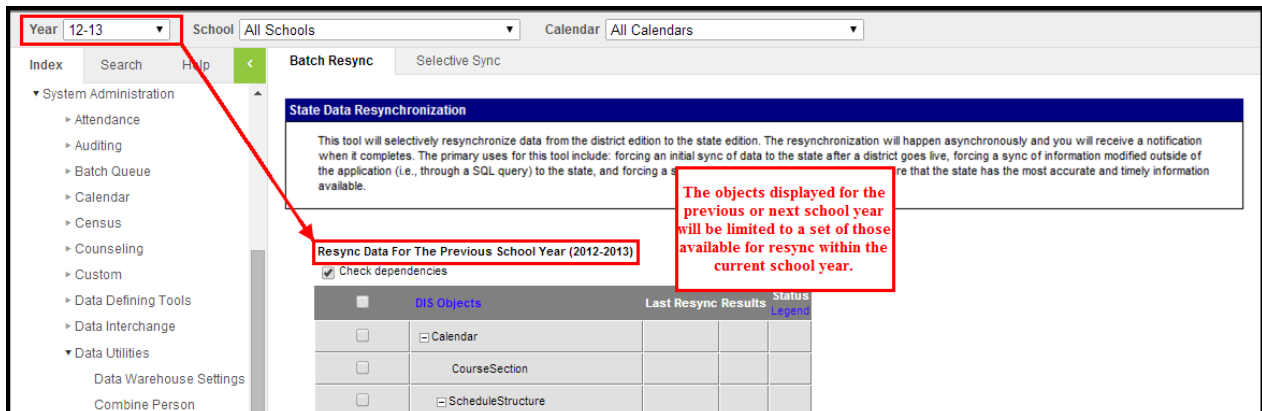 Year 12-13 School All Schools Calendar All Calendars
Index Search Help < Batch Resync Selective Sync
System Administration
Attendance
Auditing
Batch Queue
Calendar
Census
Counseling
Custom
Data Defining Tools
Data Interchange
Data Utilities
Data Warehouse Settings
Combine Person
State Data Resynchronization
This tool will selectively resynchronize data from the district edition to the state edition. The resynchronization will happen asynchronously and you will receive a notification
when it completes. The primary uses for this tool include: forcing an initial sync of data to the state after a district goes live, forcing a sync of information modified outside of
the application (i.e., through a SQL query) to the state, and forcing a s re that the state has the most accurate and timely information
available.
The objects displayed for the
previous or next school year
will be limited to a set of those
available for resync within the
current school year.
Resync Data For The Previous School Year (2012-2013)
Check dependencies
DIS Objects Last Resync Results Status
Legend
Calendar
CourseSection
ScheduleStructure